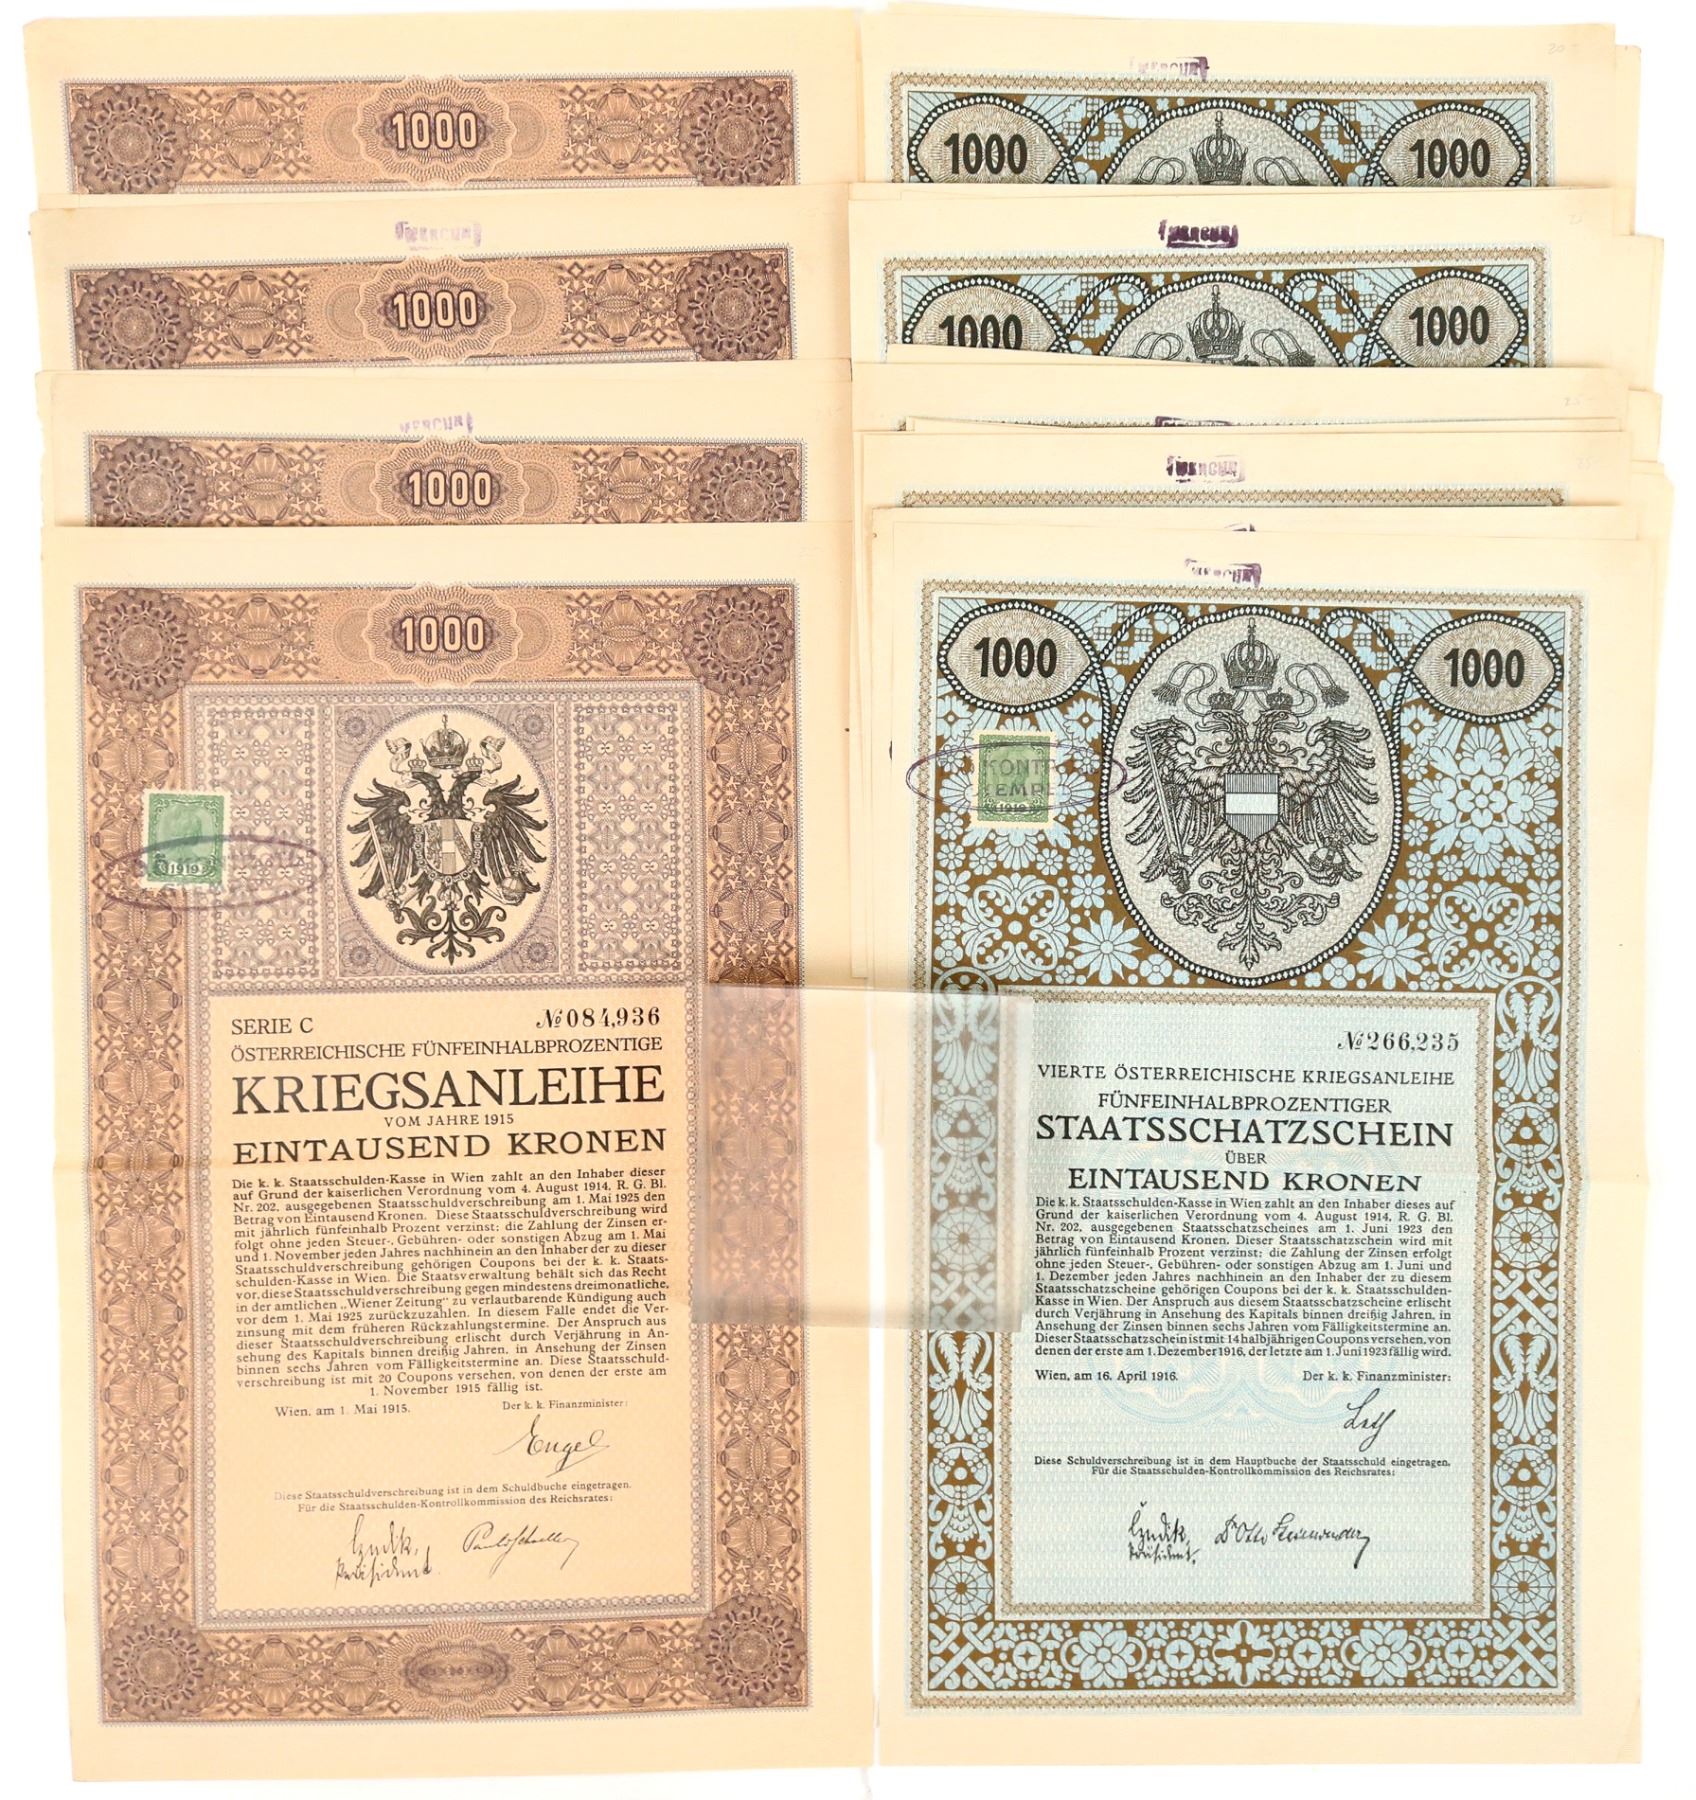 1000
MERCUR
1000
MERCUR
1000
1000
1919
SERIE C
№ 084,936
ÖSTERREICHISCHE FÜNFEINHALBPROZENTIGE
KRIEGSANLEIHE
VOM JAHRE 1915
EINTAUSEND KRONEN
Die k. k. Staatsschulden-Kasse in Wien zahlt an den Inhaber dieser
auf Grund der kaiserlichen Verordnung vom 4. August 1914, R. G. Bl.
Nr. 202, ausgegebenen Staatsschuldverschreibung am 1. Mai 1925 den
Betrag von Eintausend Kronen. Diese Staatsschuldverschreibung wird
mit jährlich fünfeinhalb Prozent verzinst; die Zahlung der Zinsen er-
folgt ohne jeden Steuer-, Gebühren- oder sonstigen Abzug am 1. Mai
und 1. November jeden Jahres nachhinein an den Inhaber der zu dieser
Staatsschuldverschreibung gehörigen Coupons bei der k. k. Staats-
schulden-Kasse in Wien. Die Staatsverwaltung behält sich das Recht
vor, diese Staatsschuldverschreibung gegen mindestens dreimonatliche,
in der amtlichen „Wiener Zeitung“ zu verlautbarende Kündigung auch
vor dem 1. Mai 1925 zurückzuzahlen. In diesem Falle endet die Ver-
zinsung mit dem früheren Rückzahlungstermine. Der Anspruch aus
dieser Staatsschuldverschreibung erlischt durch Verjährung in An-
sehung des Kapitals binnen dreißig Jahren, in Ansehung der Zinsen
binnen sechs Jahren vom Fälligkeitstermine an. Diese Staatsschuld-
verschreibung ist mit 20 Coupons versehen, von denen der erste am
1. November 1915 fällig ist.
Wien, am 1. Mai 1915.
Der k. k. Finanzminister:
Engel
Diese Staatsschuldverschreibung ist in dem Schuldbuche eingetragen.
Für die Staatsschulden-Kontrollkommission des Reichsrates:
Präsident
MERCUR
1000
1000
MERCUR
1000
1000
MERCUR
MERCUR
1000
1000
KONTR
TEMPE
1919
№ 266,235
VIERTE ÖSTERREICHISCHE KRIEGSANLEIHE
FÜNFEINHALBPROZENTIGER
STAATSSCHATZSCHEIN
ÜBER
EINTAUSEND KRONEN
Die k. k. Staatsschulden-Kasse in Wien zahlt an den Inhaber dieses auf
Grund der kaiserlichen Verordnung vom 4. August 1914, R. G. Bl.
Nr. 202, ausgegebenen Staatsschatzscheines am 1. Juni 1923 den
Betrag von Eintausend Kronen. Dieser Staatsschatzschein wird mit
jährlich fünfeinhalb Prozent verzinst; die Zahlung der Zinsen erfolgt
ohne jeden Steuer-, Gebühren- oder sonstigen Abzug am 1. Juni und
1. Dezember jeden Jahres nachhinein an den Inhaber der zu diesem
Staatsschatzscheine gehörigen Coupons bei der k. k. Staatsschulden-
Kasse in Wien. Der Anspruch aus diesem Staatsschatzscheine erlischt
durch Verjährung in Ansehung des Kapitals binnen dreißig Jahren, in
Ansehung der Zinsen binnen sechs Jahren vom Fälligkeitstermine an.
Dieser Staatsschatzschein ist mit 14 halbjährigen Coupons versehen, von
denen der erste am 1. Dezember 1916, der letzte am 1. Juni 1923 fällig wird.
Wien, am 16. April 1916.
Der k. k. Finanzminister:
Diese Schuldverschreibung ist in dem Hauptbuche der Staatsschuld eingetragen.
Für die Staatsschulden-Kontrollkommission des Reichsrates:
Präsident.